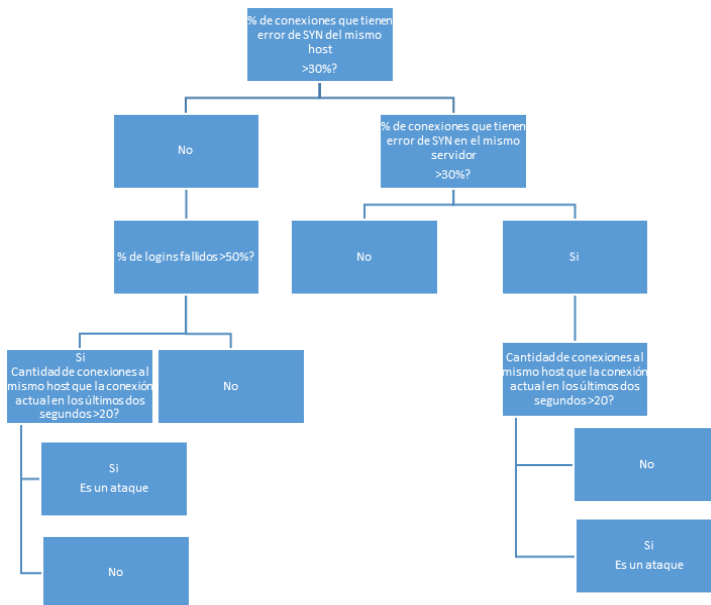 % de conexiones que tienen
error de SYN del mismo
host
>30%?
No
% de conexiones que tienen
error de SYN en el mismo
servidor
>30%?
% de logins fallidos >50%?
No
Si
Si
Cantidad de conexiones al
mismo host que la conexión
actual en los últimos dos
segundos >20?
No
Cantidad de conexiones al
mismo host que la conexión
actual en los últimos dos
segundos >20?
Si
Es un ataque
No
No
Si
Es un ataque